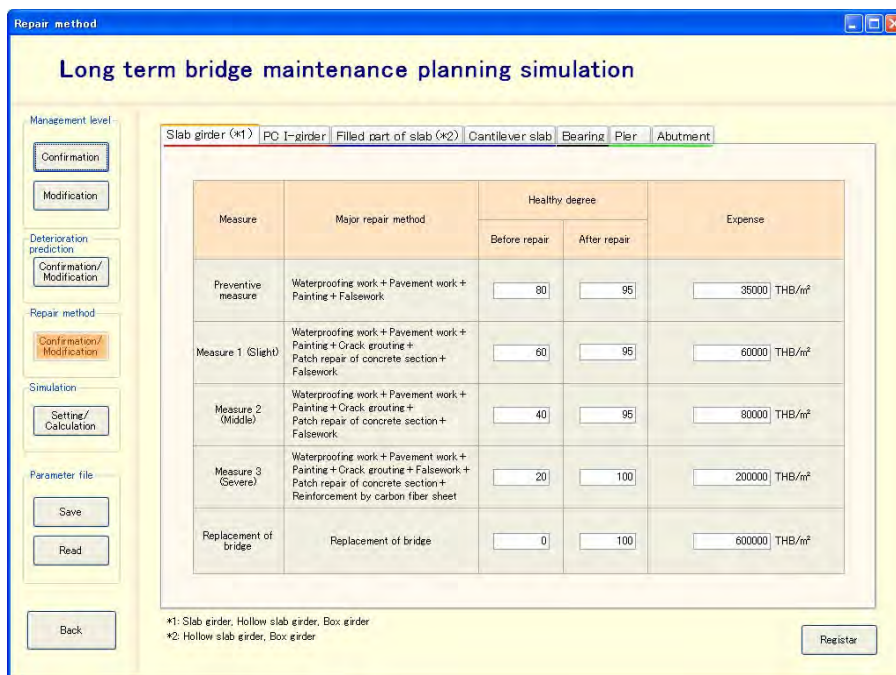 Repair method
Long term bridge maintenance planning simulation
Management level
Confirmation
Modification
Deterioration
prediction
Confirmation/
Modification
Repair method
Confirmation/
Modification
Simulation
Setting/
Calculation
Parameter file
Save
Read
Back
Slab girder (*1) PC I-girder Filled part of slab (*2) Cantilever slab Bearing Pier Abutment
Measure Major repair method Healthy degree Expense
Before repair After repair
Preventive
measure
Waterproofing work + Pavement work +
Painting + Falsework
80 95 35000 THB/m²
Measure 1 (Slight)
Waterproofing work + Pavement work +
Painting + Crack grouting +
Patch repair of concrete section +
Falsework
60 95 60000 THB/m²
Measure 2
(Middle)
Waterproofing work + Pavement work +
Painting + Crack grouting +
Patch repair of concrete section +
Falsework
40 95 80000 THB/m²
Measure 3
(Severe)
Waterproofing work + Pavement work +
Painting + Crack grouting + Falsework +
Patch repair of concrete section +
Reinforcement by carbon fiber sheet
20 100 200000 THB/m²
Replacement of
bridge
Replacement of bridge
0 100 600000 THB/m²
*1: Slab girder, Hollow slab girder, Box girder
*2: Hollow slab girder, Box girder
Registar